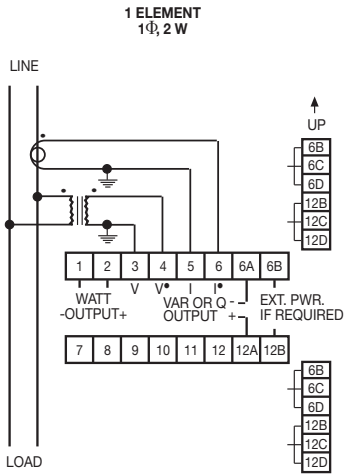 1 ELEMENT
1Φ, 2 W
LINE
UP
6B
6C
6D
12B
12C
12D
1 2 3 4 5 6 6A 6B
V V• I I•
WATT
-OUTPUT+
VAR OR Q -
OUTPUT +
EXT. PWR.
IF REQUIRED
7 8 9 10 11 12 12A 12B
6B
6C
6D
12B
12C
12D
LOAD